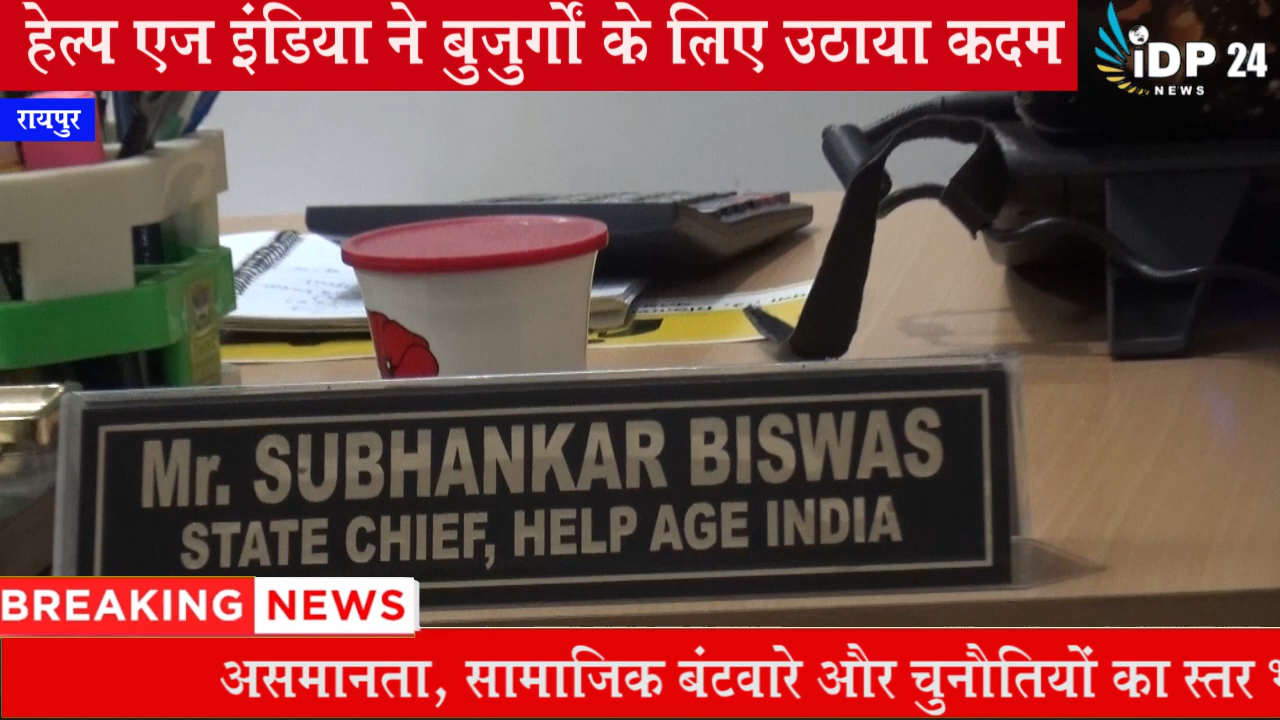 हेल्प एज इंडिया ने बुजुर्गों के लिए उठाया कदम
iDP 24
NEWS
रायपुर
Mr. SUBHANKAR BISWAS
STATE CHIEF, HELP AGE INDIA
BREAKING NEWS
असमानता, सामाजिक बंटवारे और चुनौतियों का स्तर